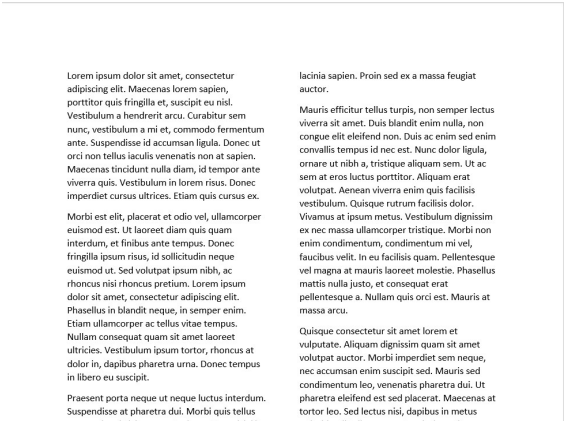 Lorem ipsum dolor sit amet, consectetur
adipiscing elit. Maecenas lorem sapien,
porttitor quis fringilla et, suscipit eu nisl.
Vestibulum a hendrerit arcu. Curabitur sem
nunc, vestibulum a mi et, commodo fermentum
ante. Suspendisse id accumsan ligula. Donec ut
orci non tellus iaculis venenatis non at sapien.
Maecenas tincidunt nulla diam, id tempor ante
viverra quis. Vestibulum in lorem risus. Donec
imperdiet cursus ultrices. Etiam quis cursus ex.
Morbi est elit, placerat et odio vel, ullamcorper
euismod est. Ut laoreet diam quis quam
interdum, et finibus ante tempus. Donec
fringilla ipsum risus, id sollicitudin neque
euismod ut. Sed volutpat ipsum nibh, ac
rhoncus nisi rhoncus pretium. Lorem ipsum
dolor sit amet, consectetur adipiscing elit.
Phasellus in blandit neque, in semper enim.
Etiam ullamcorper ac tellus vitae tempus.
Nullam consequat quam sit amet laoreet
ultricies. Vestibulum ipsum tortor, rhoncus at
dolor in, dapibus pharetra urna. Donec tempus
in libero eu suscipit.
Praesent porta neque ut neque luctus interdum.
Suspendisse at pharetra dui. Morbi quis tellus
lacinia sapien. Proin sed ex a massa feugiat
auctor.
Mauris efficitur tellus turpis, non semper lectus
viverra sit amet. Duis blandit enim nulla, non
congue elit eleifend non. Duis ac enim sed enim
convallis tempus id nec est. Nunc dolor ligula,
ornare ut nibh a, tristique aliquam sem. Ut ac
sem at eros luctus porttitor. Aliquam erat
volutpat. Aenean viverra enim quis facilisis
vestibulum. Quisque rutrum facilisis dolor.
Vivamus at ipsum metus. Vestibulum dignissim
ex nec massa ullamcorper tristique. Morbi non
enim condimentum, condimentum mi vel,
faucibus velit. In eu facilisis quam. Pellentesque
vel magna at mauris laoreet molestie. Phasellus
mattis nulla justo, et consequat erat
pellentesque a. Nullam quis orci est. Mauris at
massa arcu.
Quisque consectetur sit amet lorem et
vulputate. Aliquam dignissim quam sit amet
volutpat auctor. Morbi imperdiet sem neque,
nec accumsan enim suscipit sed. Mauris sed
condimentum leo, venenatis pharetra dui. Ut
pharetra eleifend est sed placerat. Maecenas at
tortor leo. Sed lectus nisi, dapibus in metus